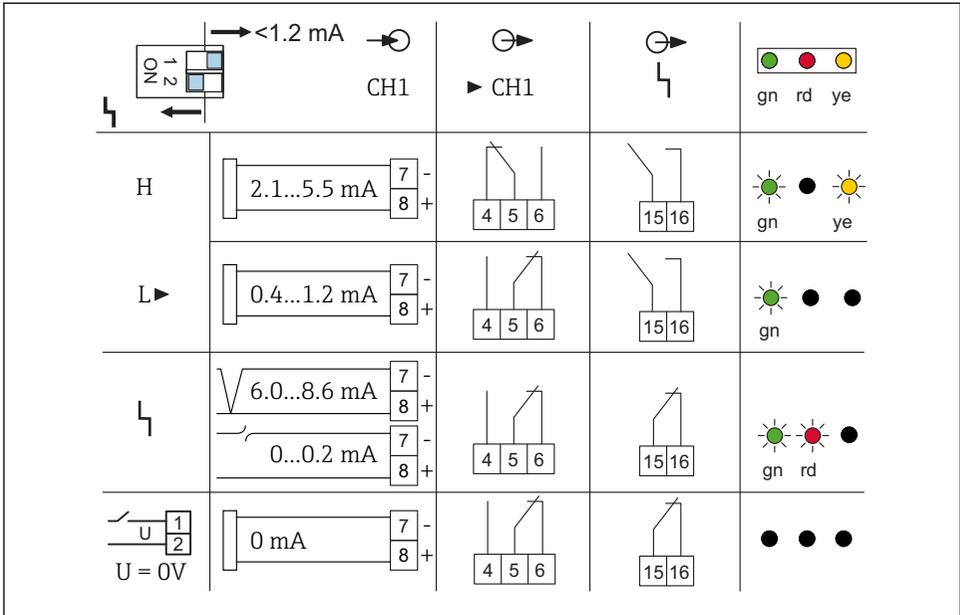 <1.2 mA
1 2
ON
CH1
► CH1
gn rd ye
H
2.1...5.5 mA
7 -
8 +
4 5 6
15 16
gn ye
L►
0.4...1.2 mA
7 -
8 +
4 5 6
15 16
gn
6.0...8.6 mA
7 -
8 +
0...0.2 mA
7 -
8 +
4 5 6
15 16
gn rd
U
1
2
U = 0V
0 mA
7 -
8 +
4 5 6
15 16